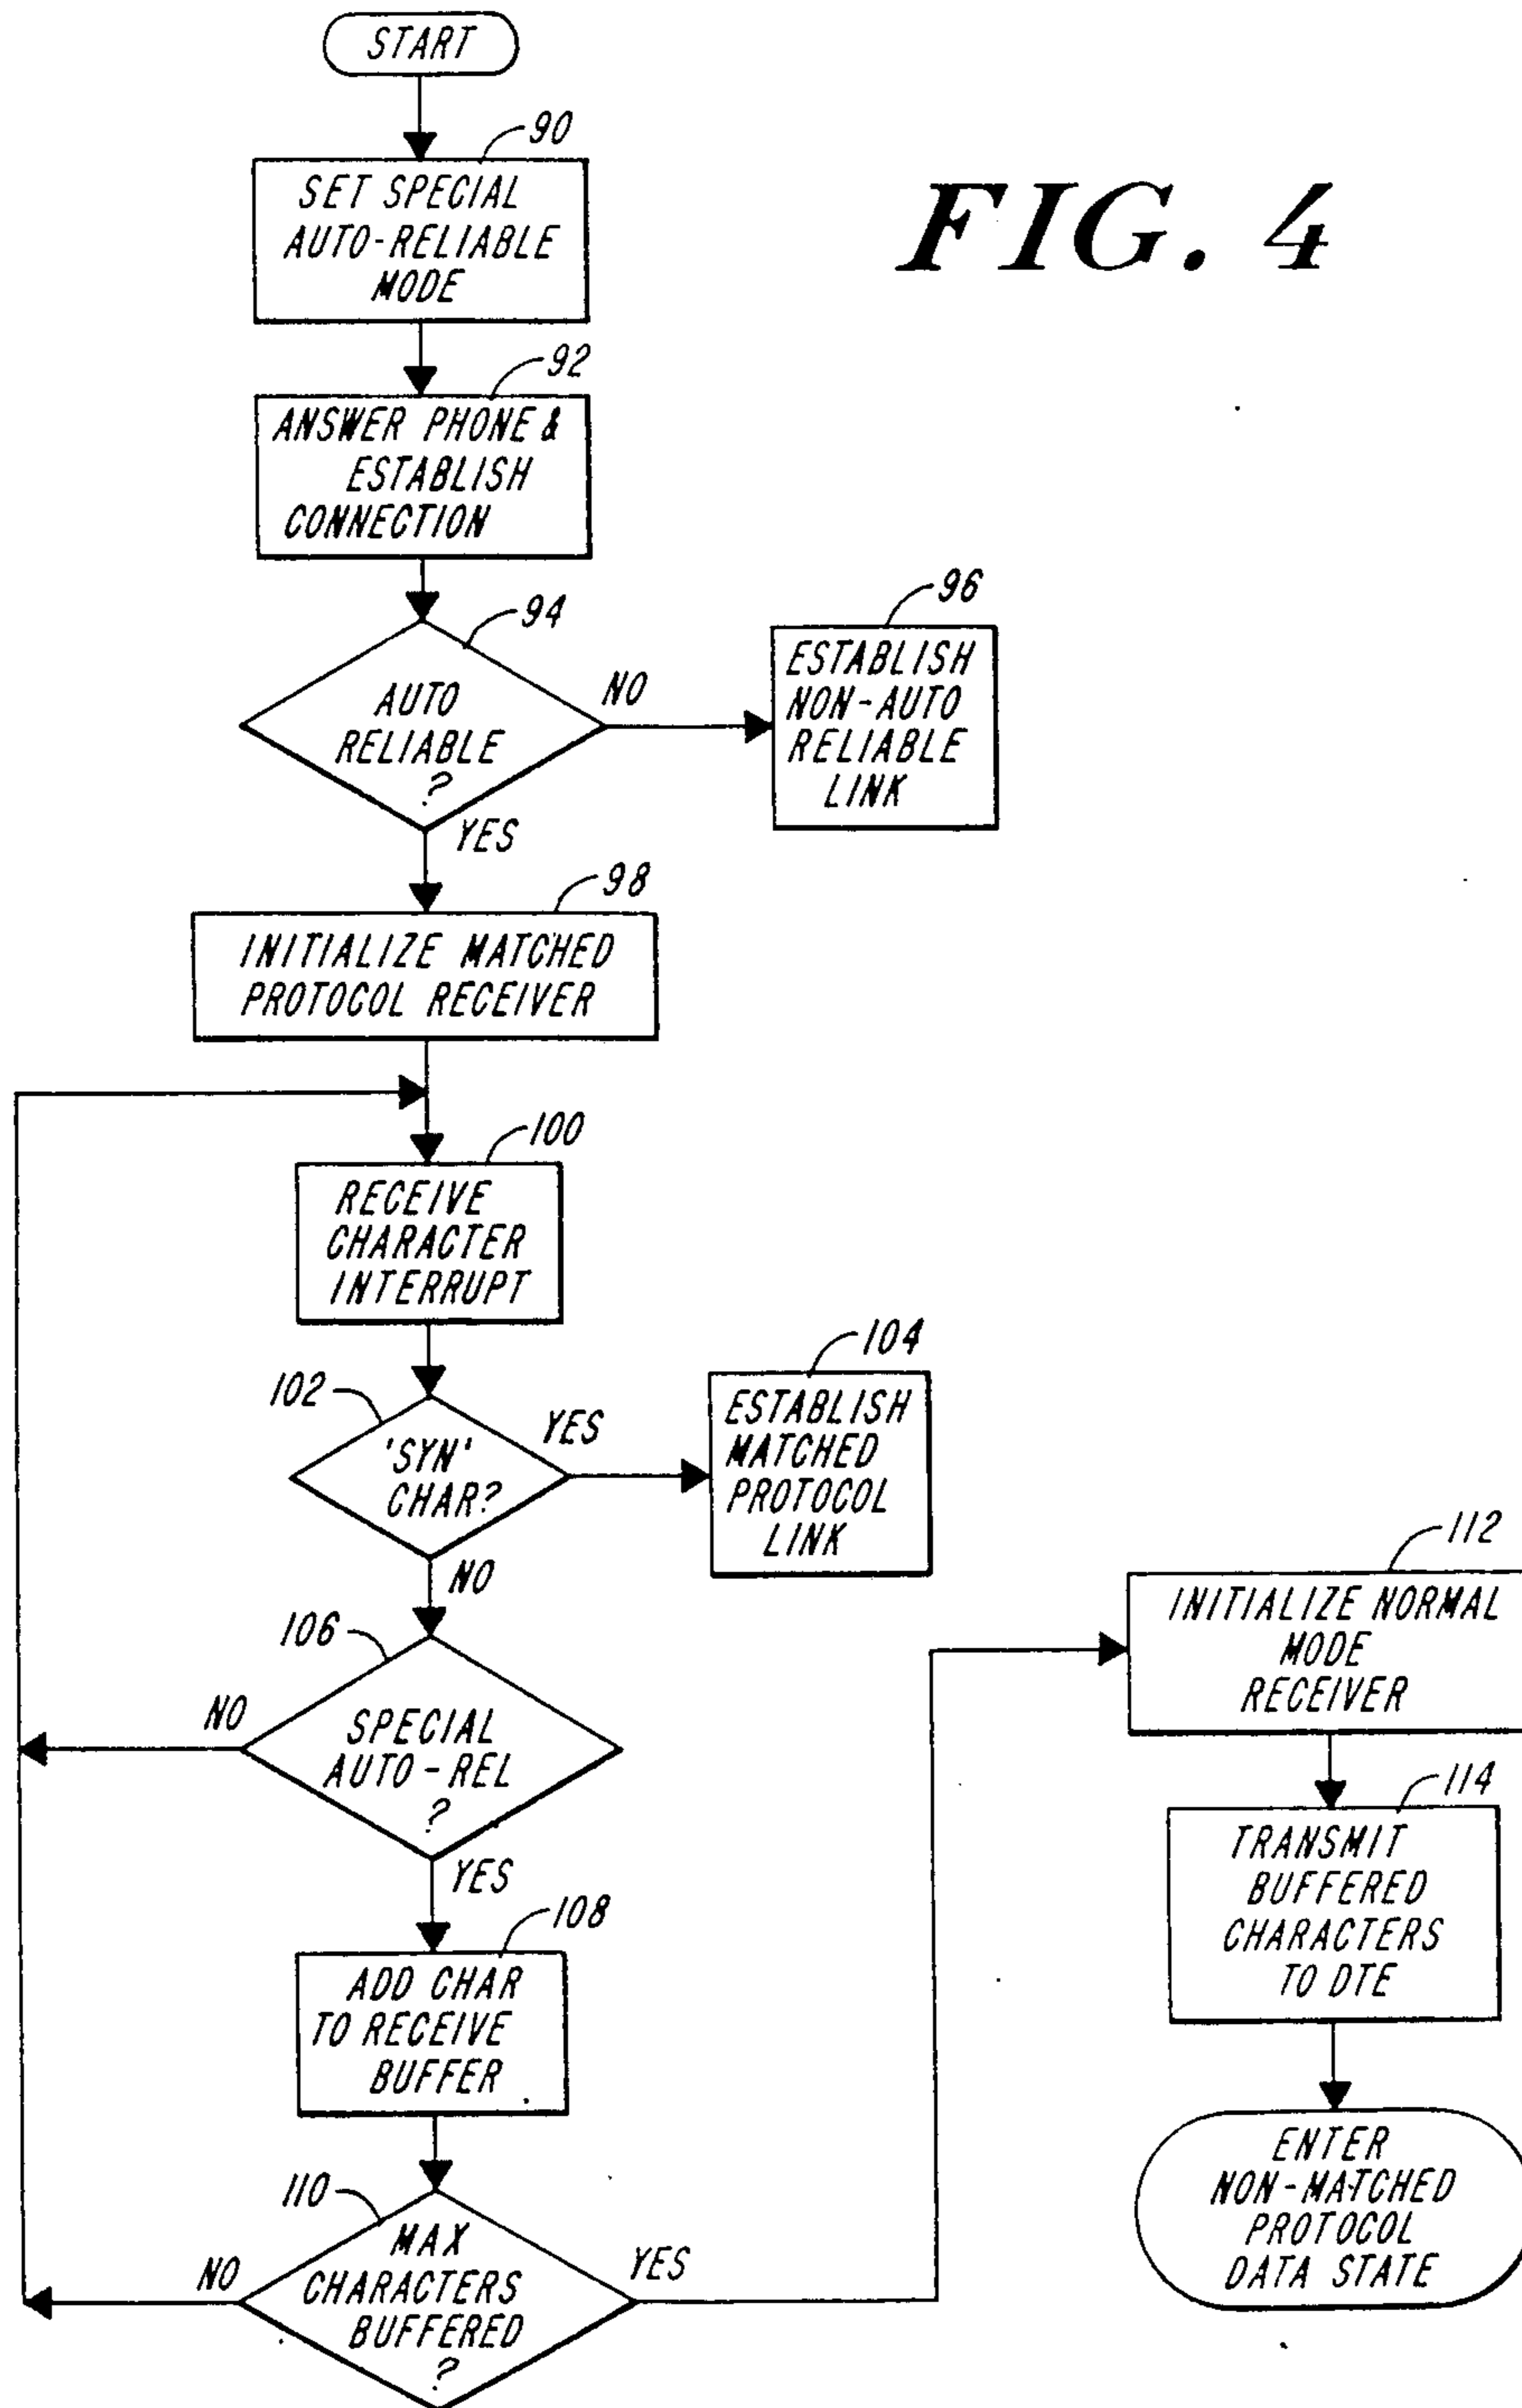 START
90
SET SPECIAL
AUTO-RELIABLE
MODE
FIG. 4
92
ANSWER PHONE &
ESTABLISH
CONNECTION
94
AUTO
RELIABLE
?
NO
YES
96
ESTABLISH
NON-AUTO
RELIABLE
LINK
98
INITIALIZE MATCHED
PROTOCOL RECEIVER
100
RECEIVE
CHARACTER
INTERRUPT
102
'SYN'
CHAR?
YES
NO
104
ESTABLISH
MATCHED
PROTOCOL
LINK
106
SPECIAL
AUTO-REL
?
NO
YES
108
ADD CHAR
TO RECEIVE
BUFFER
110
MAX
CHARACTERS
BUFFERED
?
NO
YES
112
INITIALIZE NORMAL
MODE
RECEIVER
114
TRANSMIT
BUFFERED
CHARACTERS
TO DTE
ENTER
NON-MATCHED
PROTOCOL
DATA STATE